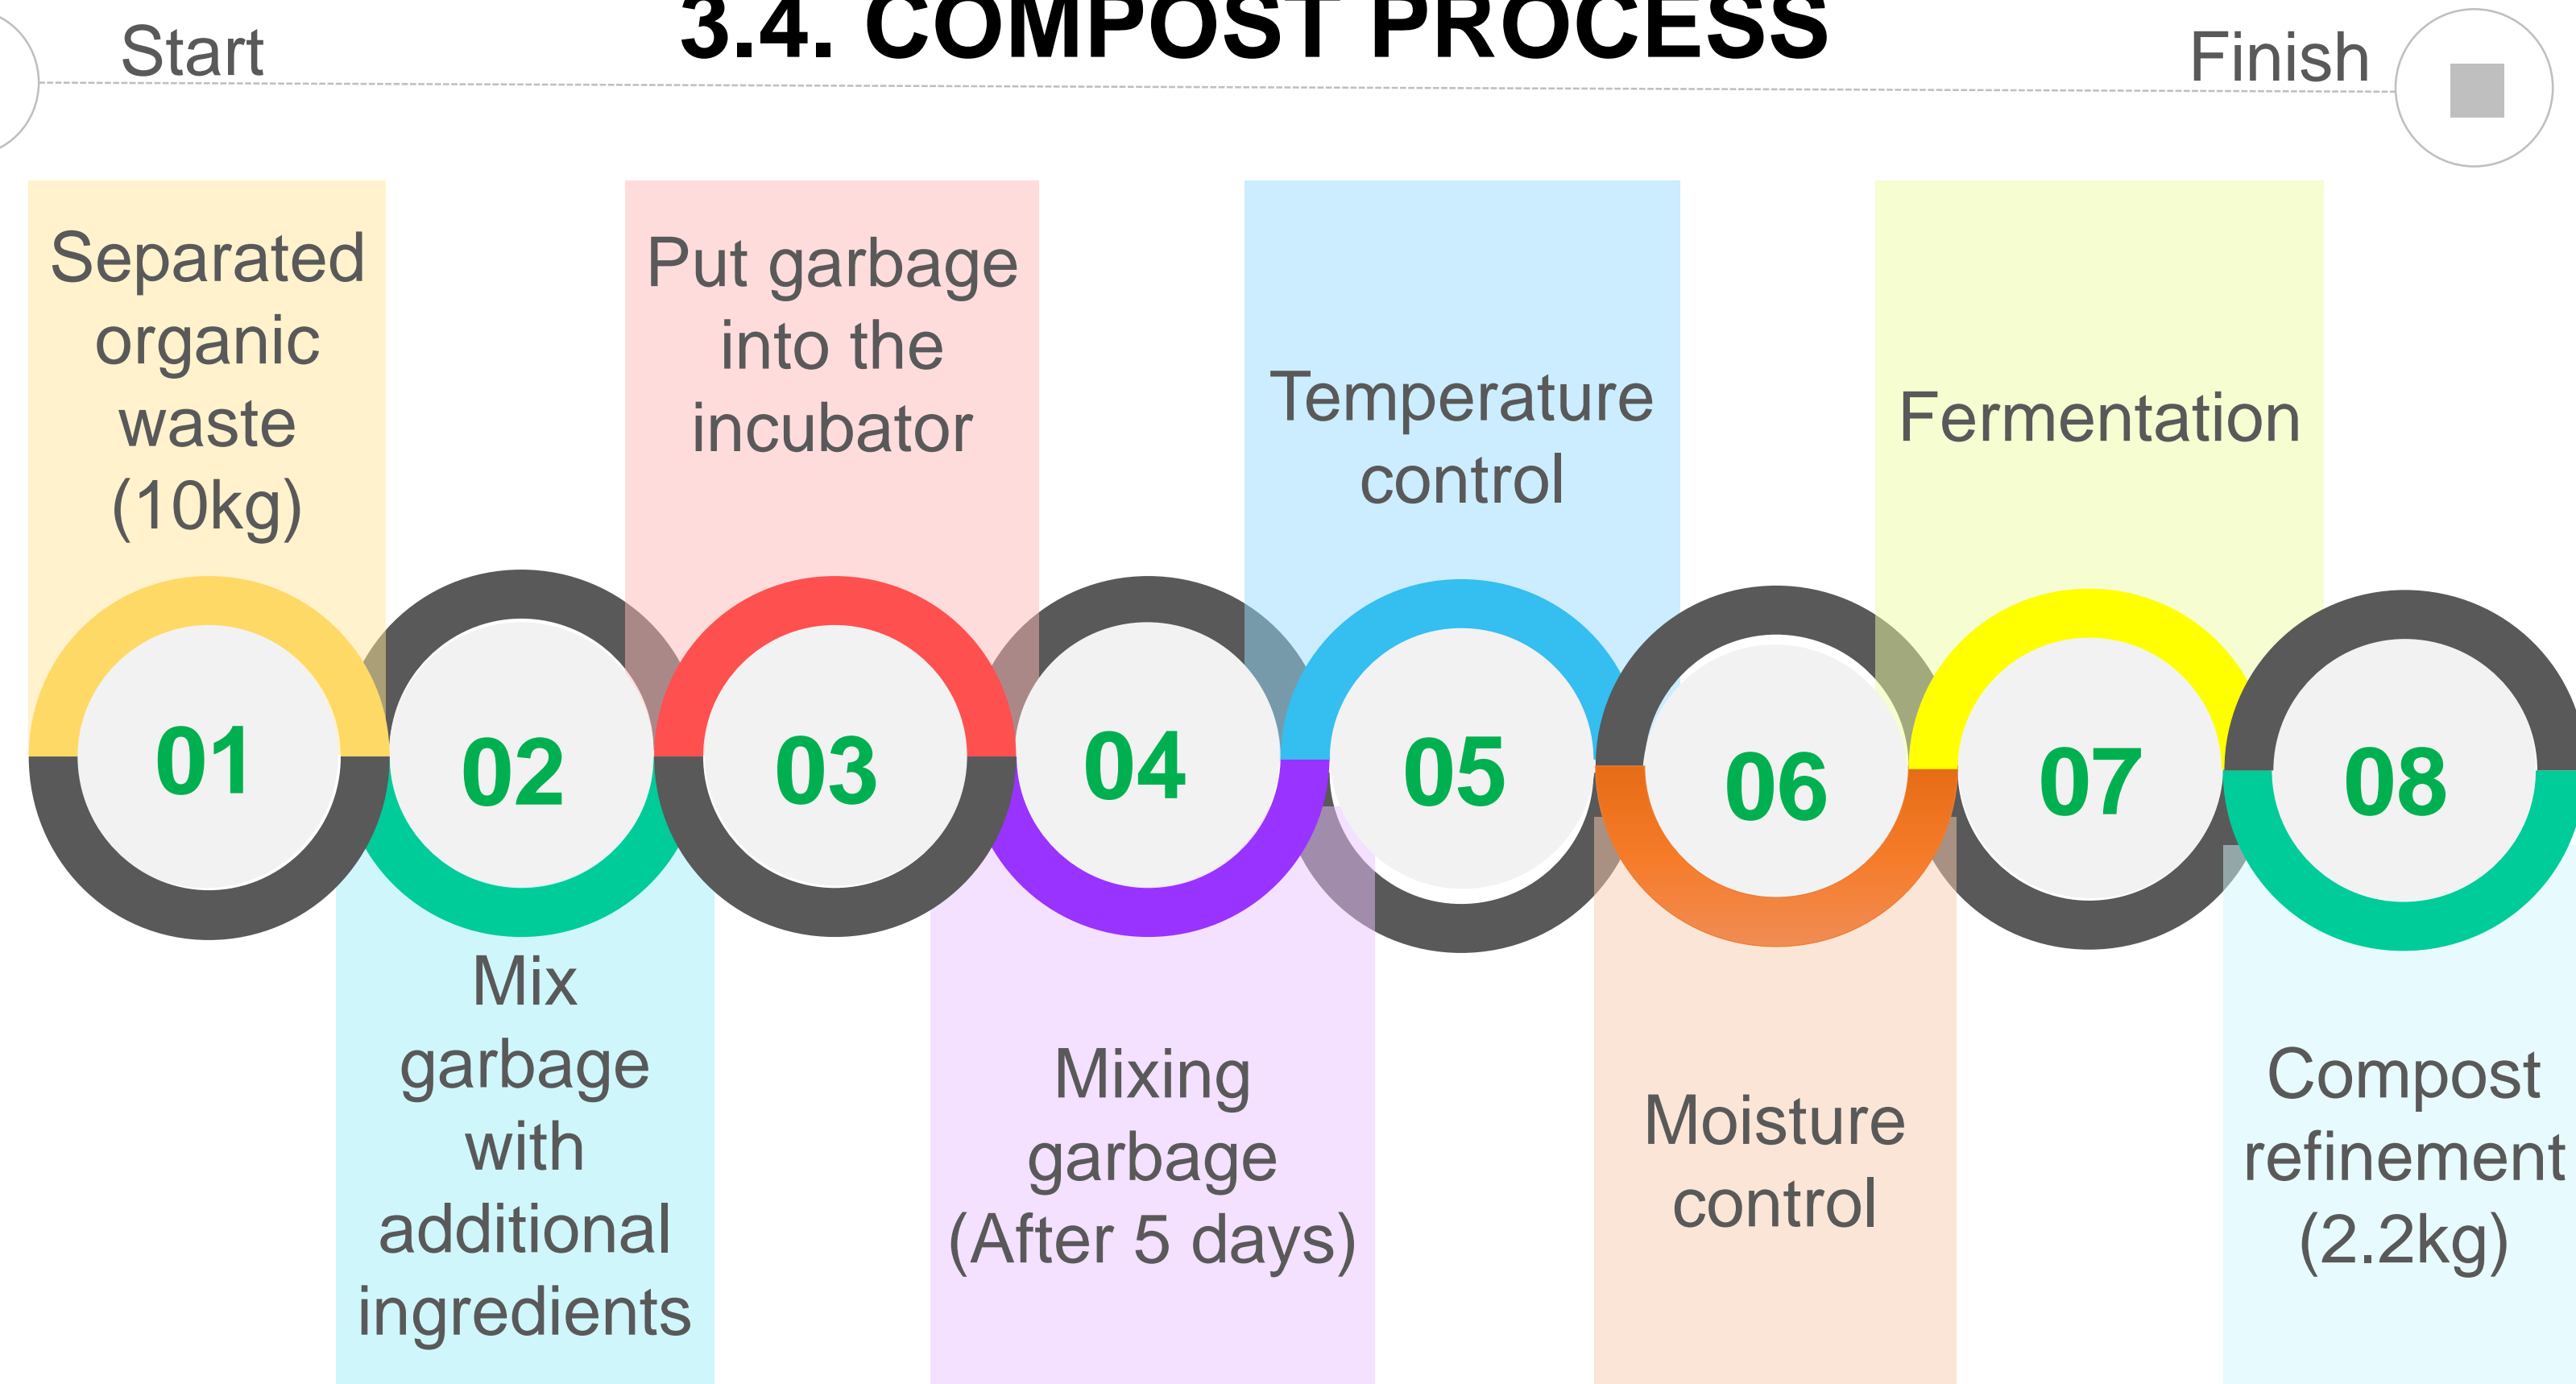 Start
3.4. COMPOST PROCESS
Finish
Separated
organic
waste
(10kg)
Put garbage
into the
incubator
Temperature
control
Fermentation
01
02
03
04
05
06
07
08
Mix
garbage
with
additional
ingredients
Mixing
garbage
(After 5 days)
Moisture
control
Compost
refinement
(2.2kg)